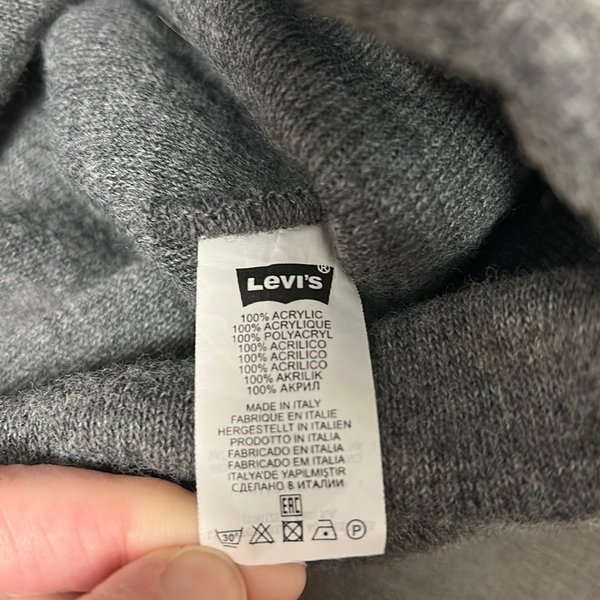 Levi's®
100% ACRYLIC
100% ACRYLIQUE
100% POLYACRYL
100% ACRILICO
100% ACRILICO
100% ACRILICO
100% AKRILIK
100% АКРИЛ
MADE IN ITALY
FABRIQUE EN ITALIE
HERGESTELLT IN ITALIEN
PRODOTTO IN ITALIA
FABRICADO EN ITALIA
FABRICADO EM ITALIA
ITALYA'DE YAPILMIŞTIR
СДЕЛАНО В ИТАЛИИ
EAC
30° P